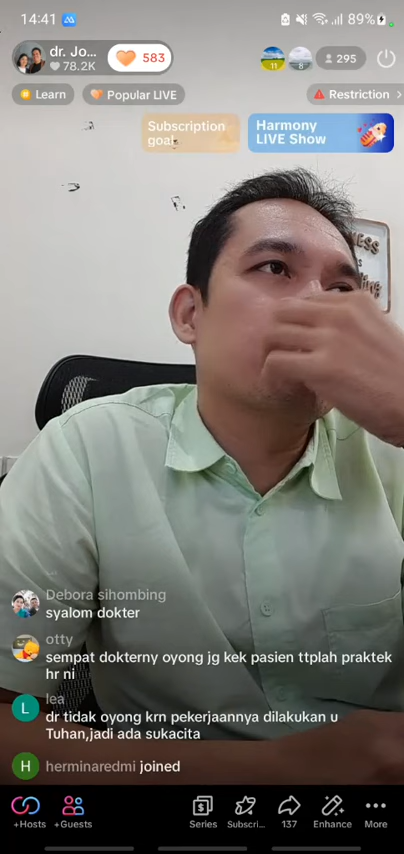 14:41
89%
dr. Jo...
78.2K
583
11
8
295
Learn
Popular LIVE
Restriction
Subscription
goal
Harmony
LIVE Show
Debora sihombing
syalom dokter
otty
sempat dokterny oyong jg kek pasien ttplah praktek
hr ni
L
lea
dr tidak oyong krn pekerjaannya dilakukan u
Tuhan,jadi ada sukacita
H
herminaredmi joined
+Hosts
+Guests
Series
Subscri...
137
Enhance
More